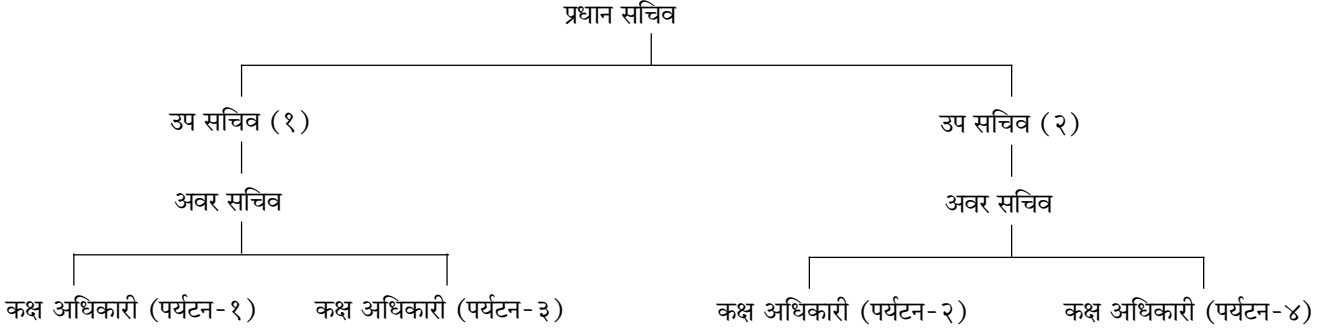 प्रधान सचिव
उप सचिव (१) उप सचिव (२)
अवर सचिव अवर सचिव
कक्ष अधिकारी (पर्यटन-१) कक्ष अधिकारी (पर्यटन-३) कक्ष अधिकारी (पर्यटन-२) कक्ष अधिकारी (पर्यटन-४)